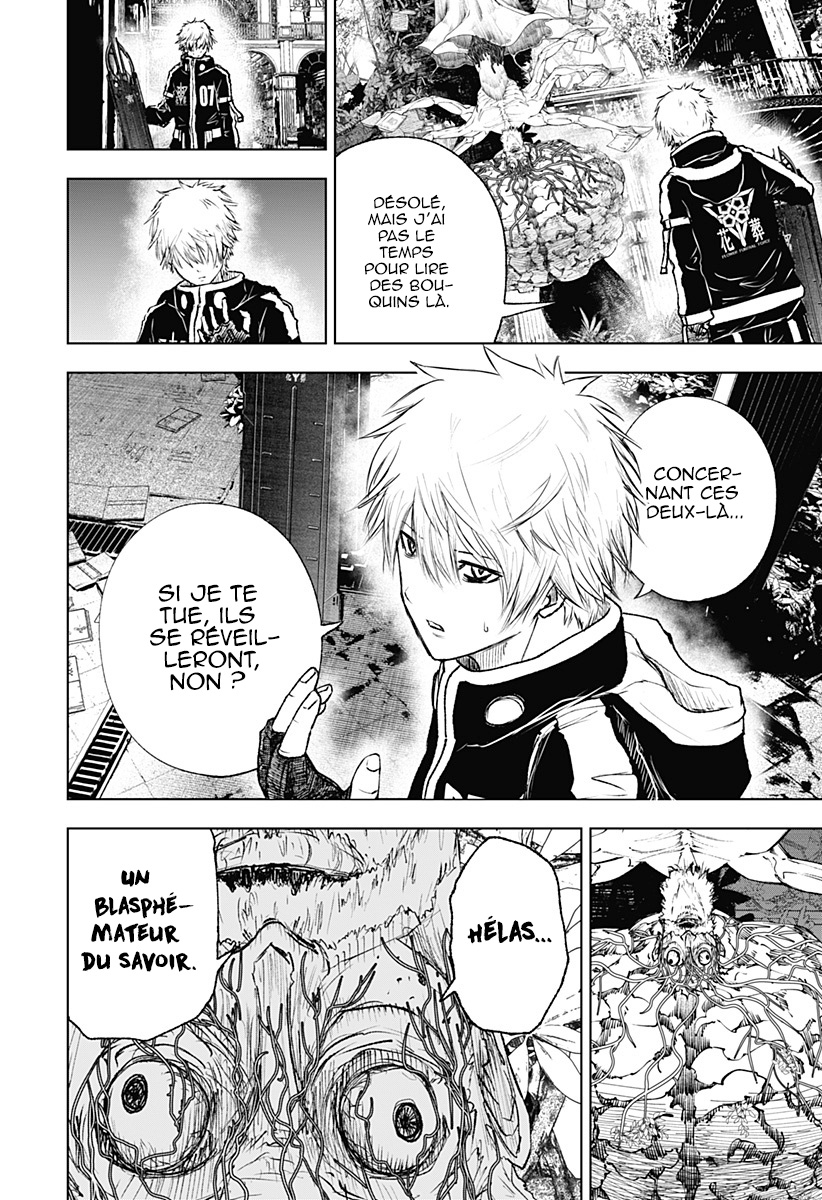 07
DÉSOLÉ,
MAIS J'AI
PAS LE
TEMPS
POUR LIRE
DES BOU-
QUINS LÀ.
花 葬
CONCER-
NANT CES
DEUX-LÀ...
SI JE TE
TUE, ILS
SE RÉVEIL-
LERONT,
NON ?
HÉLAS...
UN
BLASPHÉ-
MATEUR
DU SAVOIR.